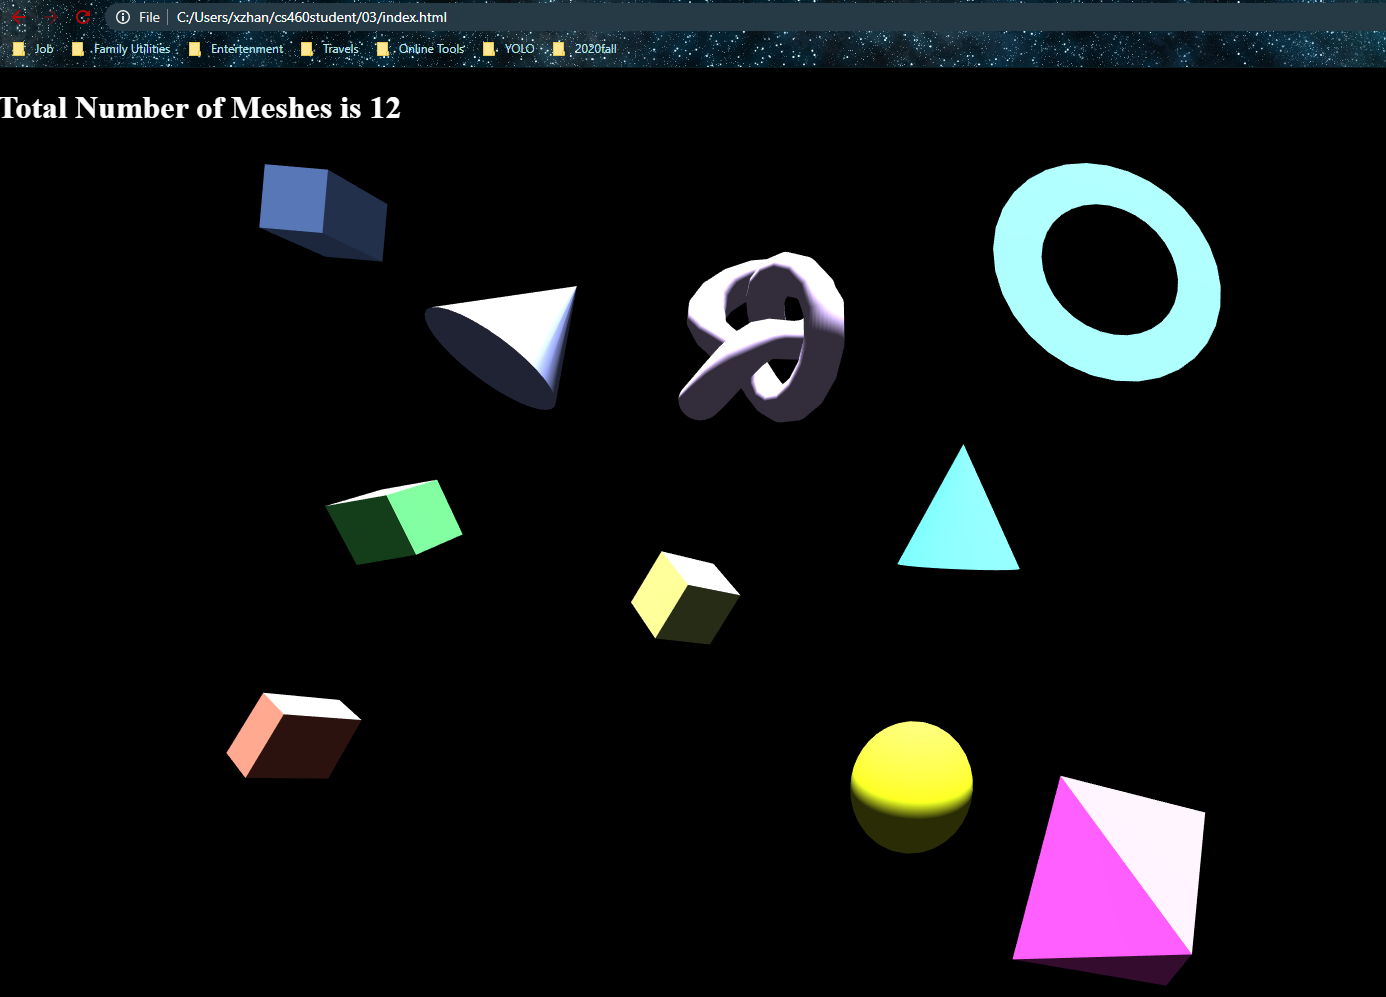 File C:/Users/xzhan/cs460student/03/index.html
Job Family Utilities Entertenment Travels Online Tools YOLO 2020fall
Total Number of Meshes is 12